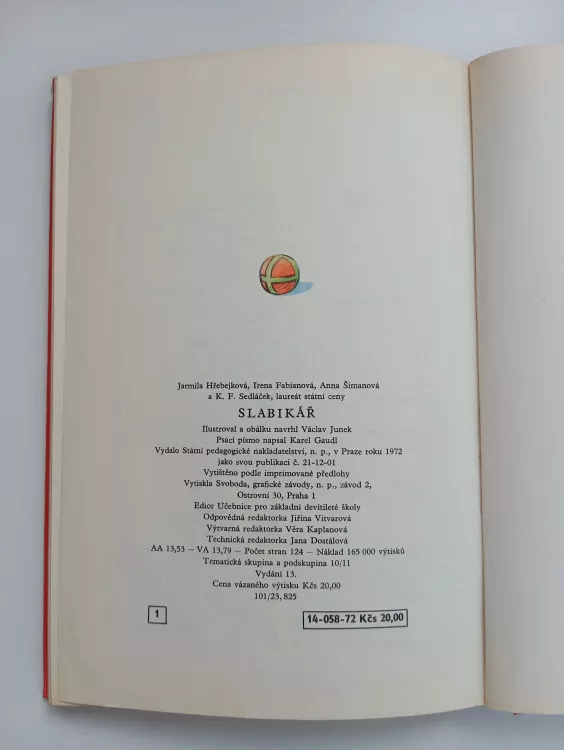 Jarmila Hřebejková, Irena Fabianová, Anna Šimanová
a K. F. Sedláček, laureát státní ceny
SLABIKÁŘ
Ilustroval a obálku navrhl Václav Junek
Psací písmo napsal Karel Gaudl
Vydalo Státní pedagogické nakladatelství, n. p., v Praze roku 1972
jako svou publikaci č. 21-12-01
Vytištěno podle imprimované předlohy
Vytiskla Svoboda, grafické závody, n. p., závod 2,
Ostrovní 30, Praha 1
Edice Učebnice pro základní devítileté školy
Odpovědná redaktorka Jiřina Vitvarová
Výtvarná redaktorka Věra Kaplanová
Technická redaktorka Jana Dostálová
AA 13,53 — VA 13,79 — Počet stran 124 — Náklad 165 000 výtisků
Tematická skupina a podskupina 10/11
Vydání 13.
Cena vázaného výtisku Kčs 20,00
101/23,825
1
14-058-72 Kčs 20,00